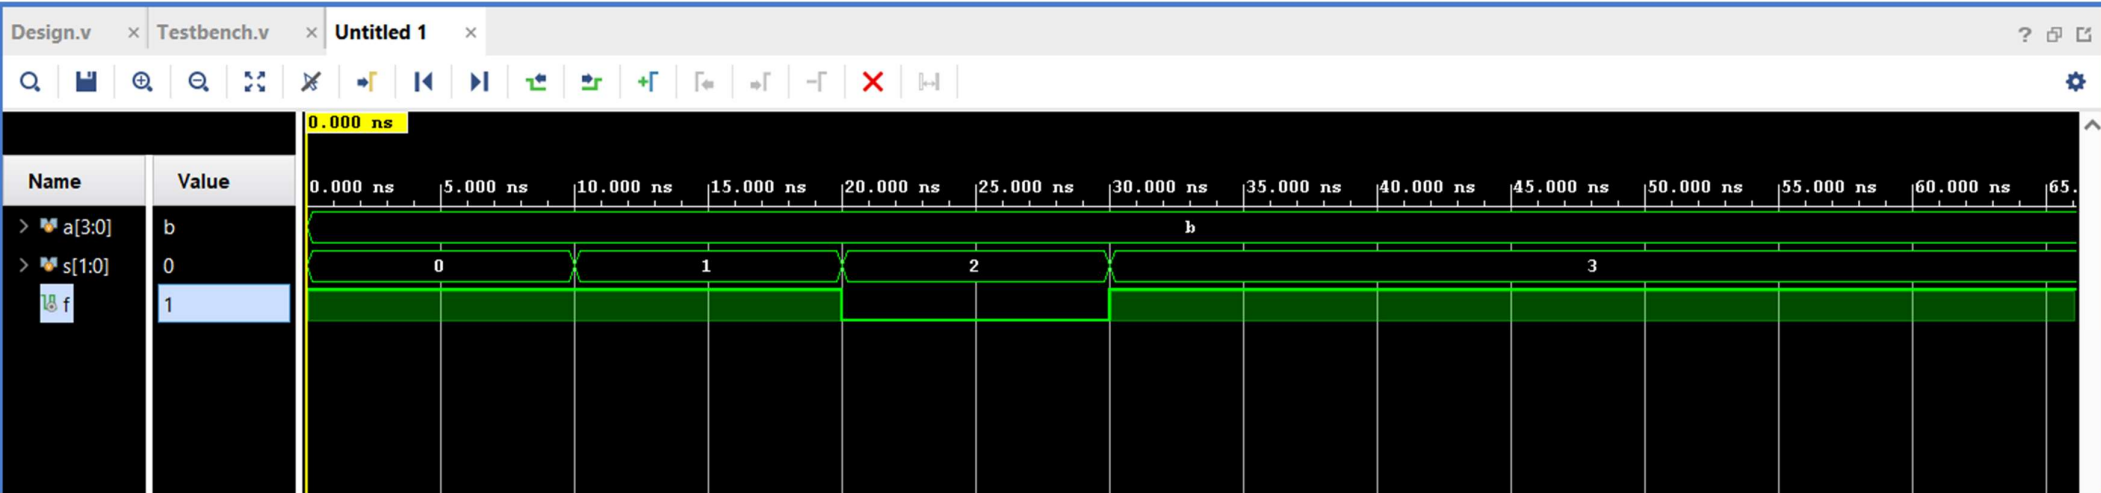 Design.v × Testbench.v × Untitled 1 ×
?
0.000 ns
Name Value
0.000 ns 5.000 ns 10.000 ns 15.000 ns 20.000 ns 25.000 ns 30.000 ns 35.000 ns 40.000 ns 45.000 ns 50.000 ns 55.000 ns 60.000 ns 65.
a[3:0] b b
s[1:0] 0 0 1 2 3
f 1